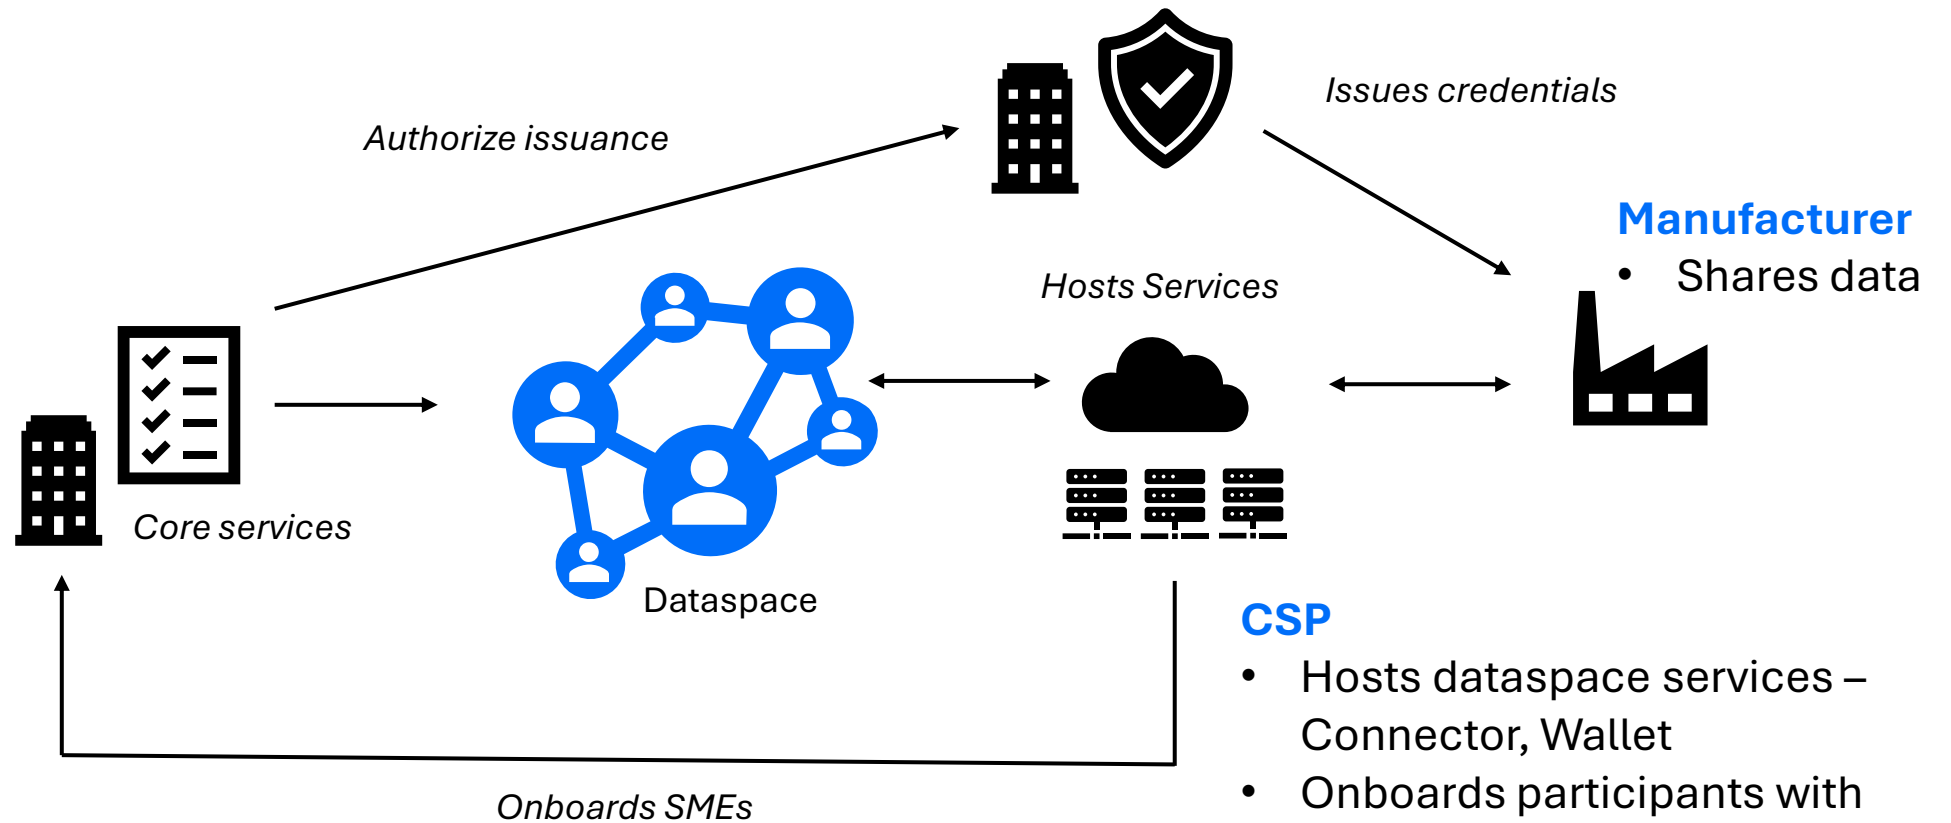 Issues credentials
Authorize issuance
Manufacturer
• Shares data
Hosts Services
Core services
Dataspace
CSP
• Hosts dataspace services –
Connector, Wallet
• Onboards participants with
Onboards SMEs